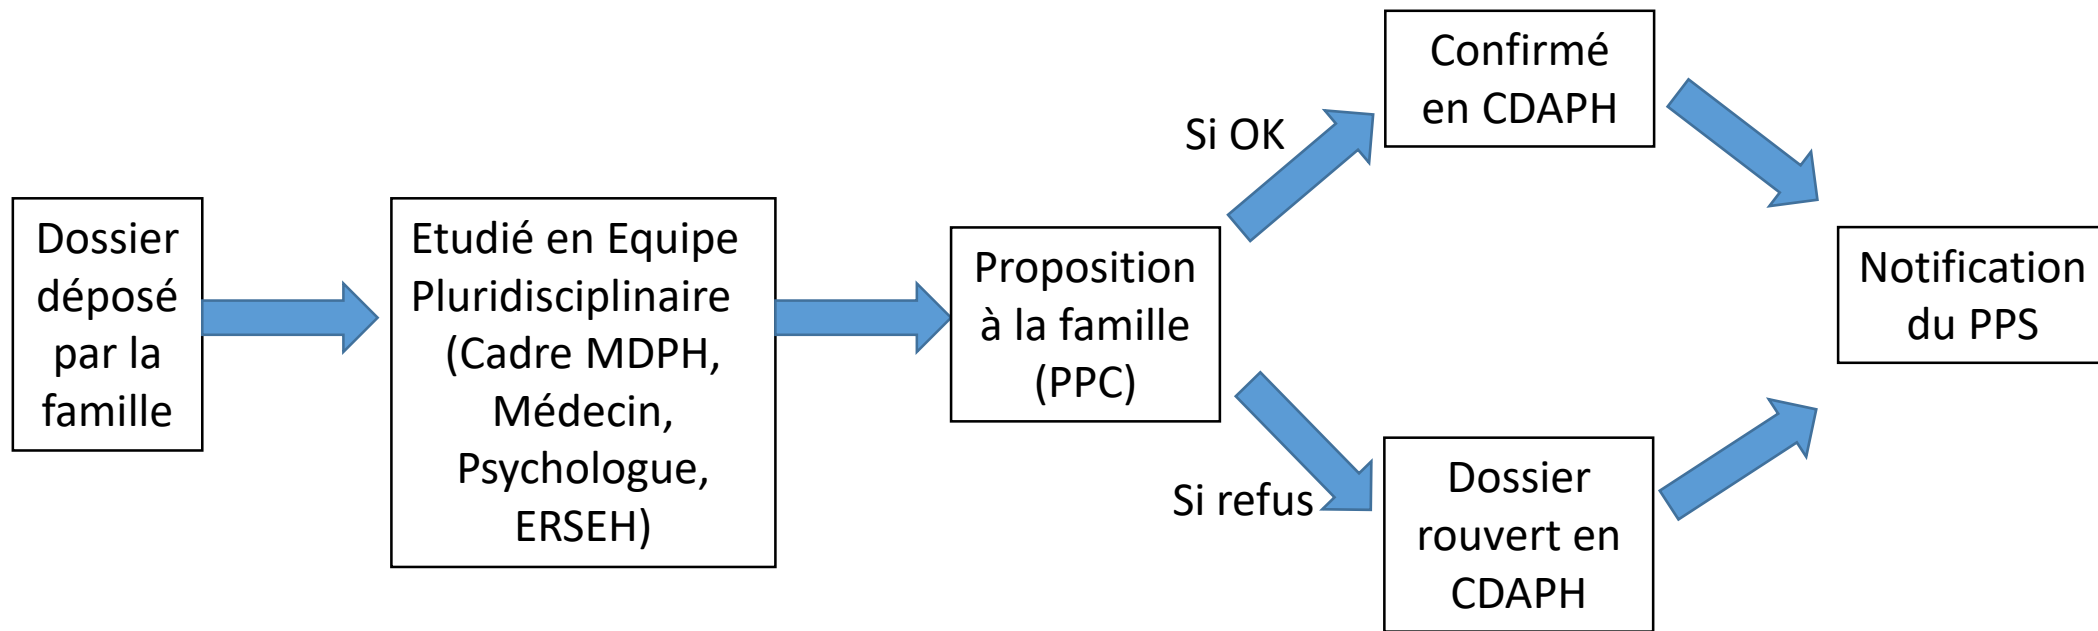 Dossier
déposé
par la
famille
Etudié en Equipe
Pluridisciplinaire
(Cadre MDPH,
Médecin,
Psychologue,
ERSEH)
Proposition
à la famille
(PPC)
Si OK
Confirmé
en CDAPH
Si refus
Dossier
rouvert en
CDAPH
Notification
du PPS